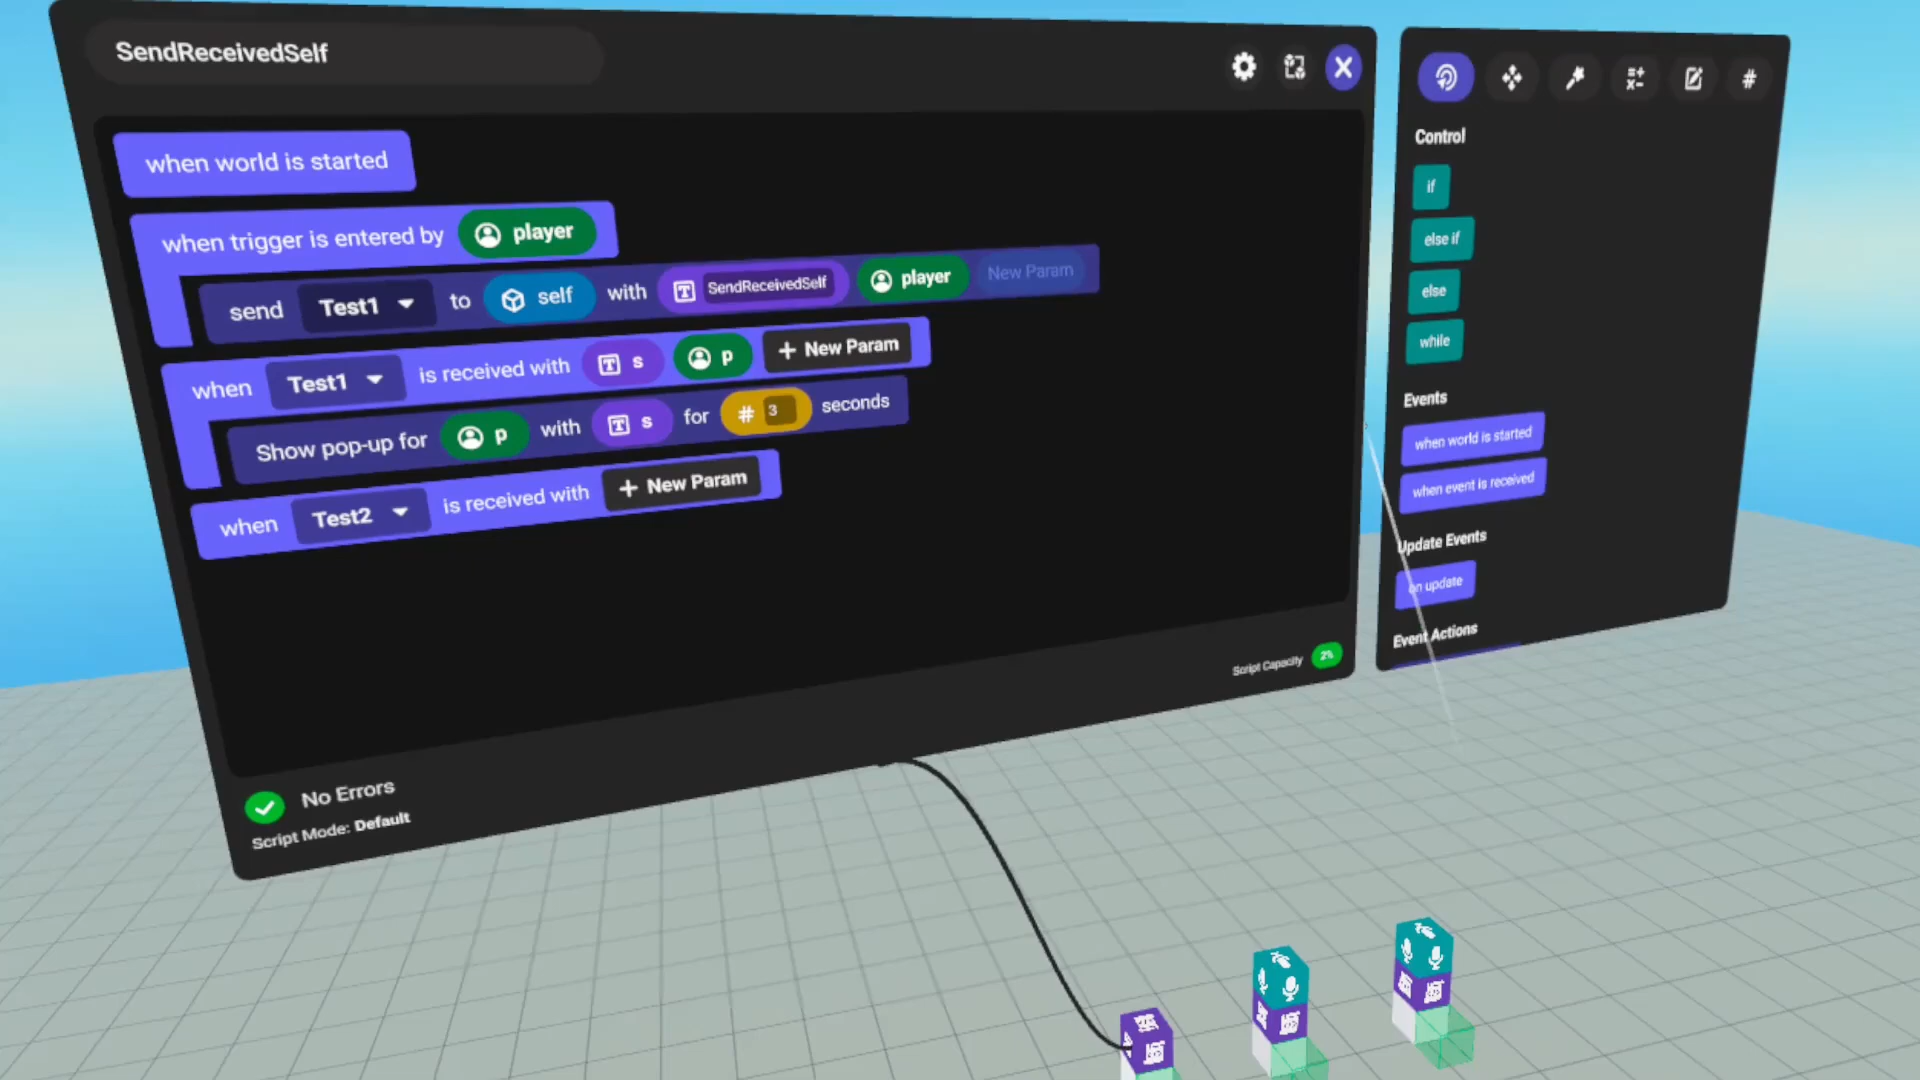 SendReceivedSelf
when world is started
when trigger is entered by player
send Test1 to self with SendReceivedSelf player New Param
when Test1 is received with s p + New Param
Show pop-up for p with s for # 3 seconds
when Test2 is received with + New Param
Script Capacity 2%
No Errors
Script Mode: Default
#
Control
if
else if
else
while
Events
when world is started
when event is received
Update Events
on update
Event Actions